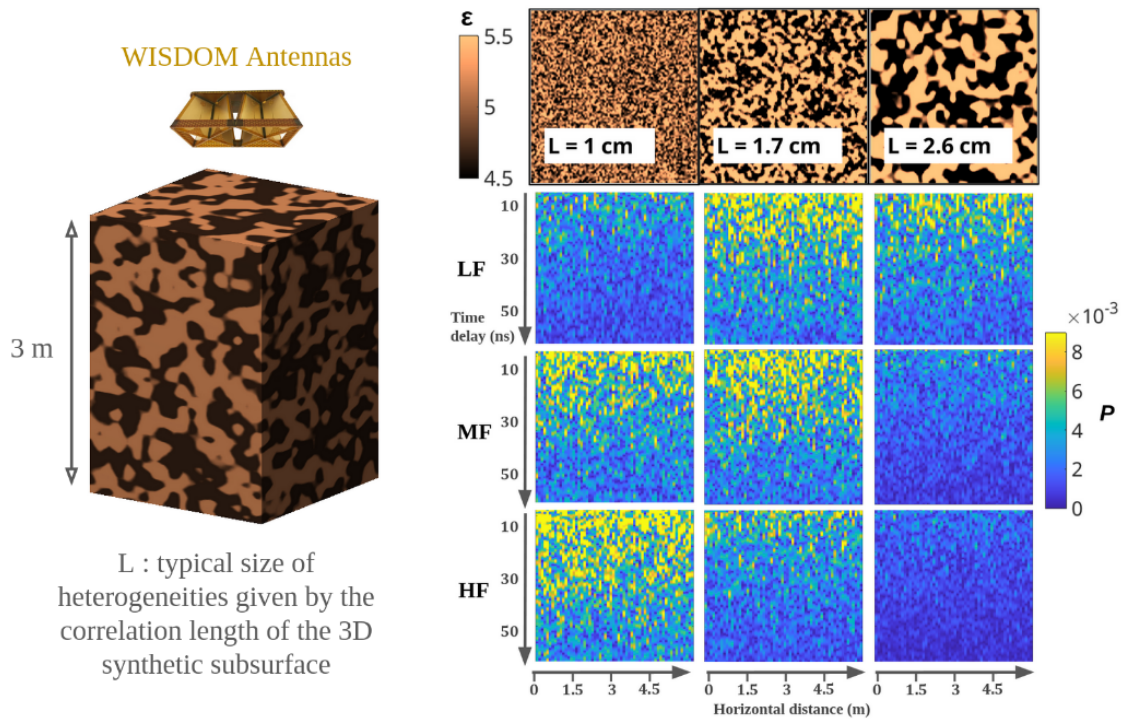 WISDOM Antennas
3 m
L : typical size of
heterogeneities given by the
correlation length of the 3D
synthetic subsurface
ε
5.5
5
4.5
L = 1 cm
L = 1.7 cm
L = 2.6 cm
LF
10
30
50
Time
delay (ns)
MF
10
30
50
HF
10
30
50
0 1.5 3 4.5
0 1.5 3 4.5
0 1.5 3 4.5
Horizontal distance (m)
×10⁻³
8
6
4
2
0
P